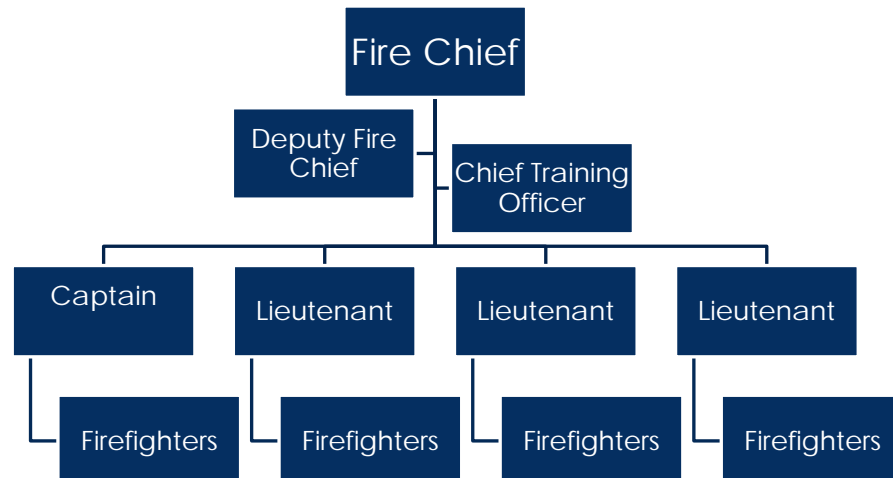 Fire Chief
Deputy Fire
Chief
Chief Training
Officer
Captain
Lieutenant
Lieutenant
Lieutenant
Firefighters
Firefighters
Firefighters
Firefighters